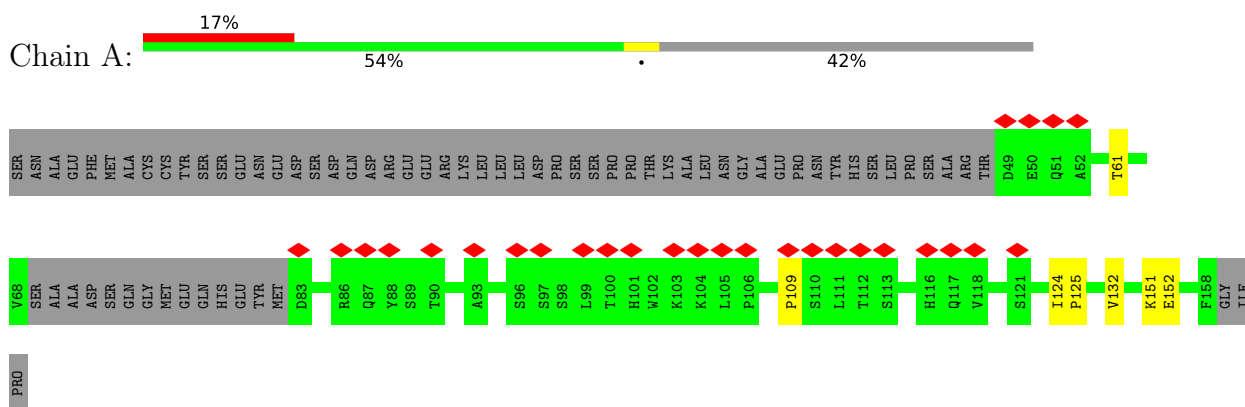 17%
Chain A:
54% • 42%
SER ASN ALA ALA GLU PHE MET ALA CYS CYS TYR SER SER GLU ASN GLU ASP SER ASP GLN ASP ARG GLU GLU ARG LYS LEU LEU LEU ASP PRO SER SER PRO PRO THR LYS ALA LEU ASN GLY ALA GLU PRO ASN TYR HIS SER LEU PRO SER ALA ARG THR D49 E50 Q51 A52 T61
V68 SER ALA ALA ASP SER GLN GLY MET GLU GLN HIS GLU TYR MET D83 R86 Q87 Y88 S89 T90 A93 S96 S97 S98 L99 T100 H101 W102 K103 K104 L105 P106 P109 S110 L111 T112 S113 H116 Q117 V118 S121 I124 P125 V132 K151 E152 F158 GLY ILE
PRO